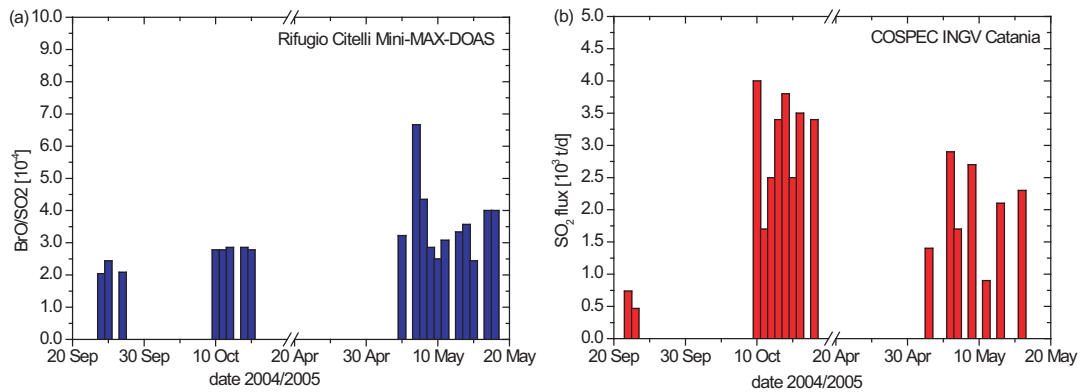 (a)
Rifugio Citelli Mini-MAX-DOAS
BrO/SO2 [10⁻⁴]
10.0
9.0
8.0
7.0
6.0
5.0
4.0
3.0
2.0
1.0
0.0
20 Sep 30 Sep 10 Oct 20 Apr 30 Apr 10 May 20 May
date 2004/2005
(b)
COSPEC INGV Catania
SO₂ flux [10³ t/d]
5.0
4.5
4.0
3.5
3.0
2.5
2.0
1.5
1.0
0.5
0.0
20 Sep 30 Sep 10 Oct 20 Apr 30 Apr 10 May 20 May
date 2004/2005